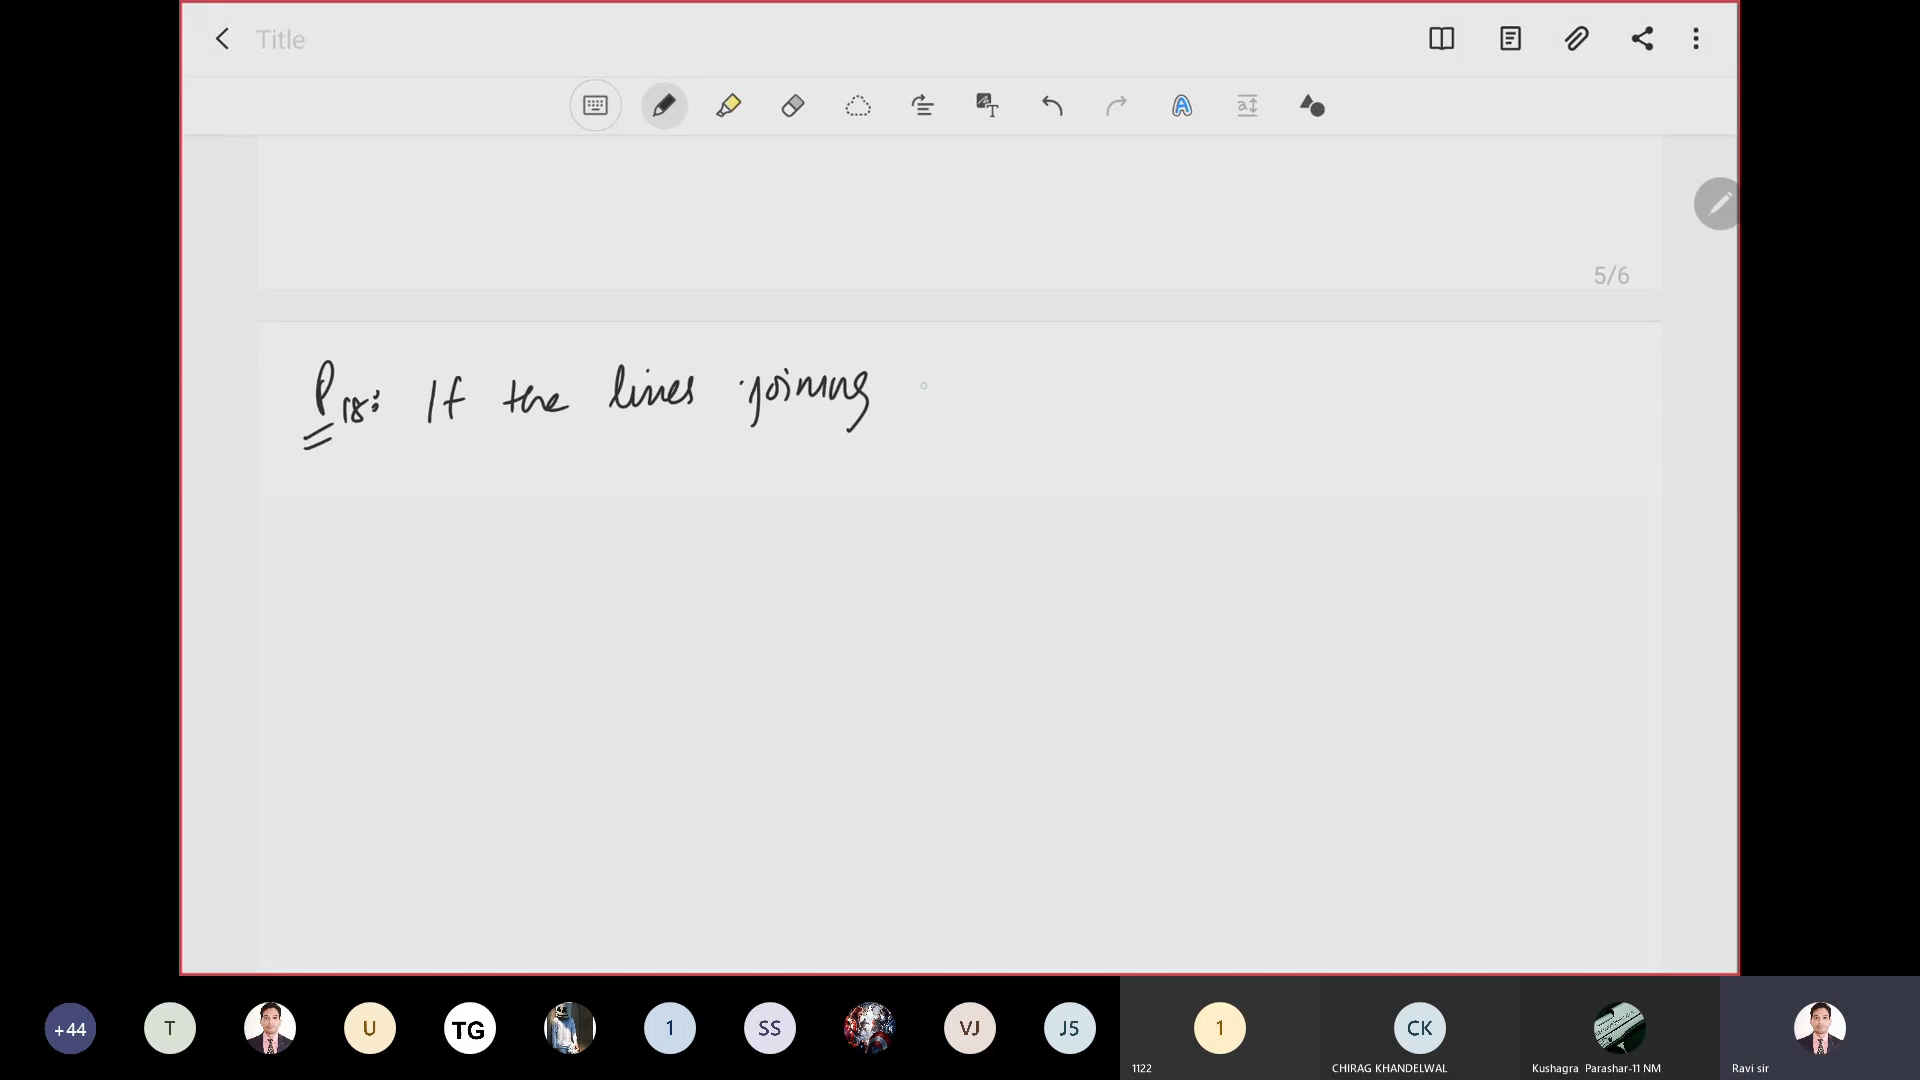 Title
5/6
P18: If the lines joining
+44
T
U
TG
1
SS
VJ
J5
1
CK
1122
CHIRAG KHANDELWAL
Kushagra Parashar-11 NM
Ravi sir